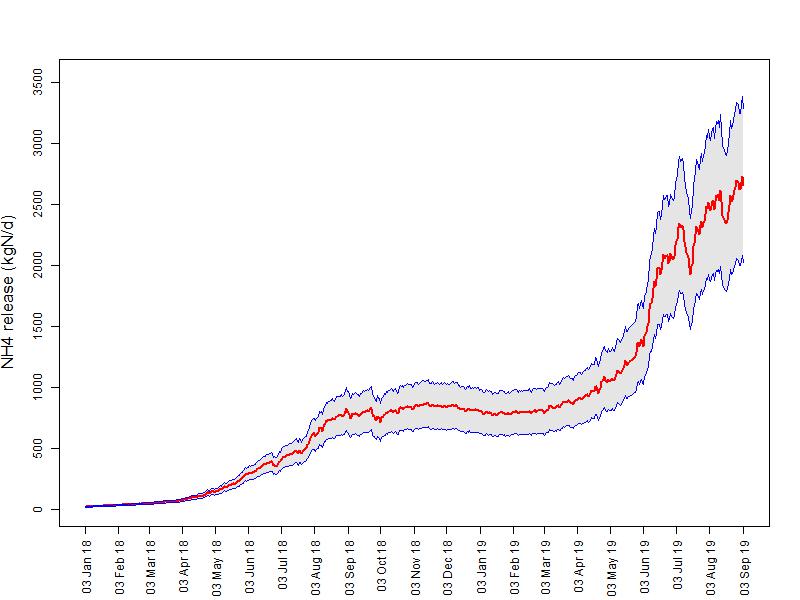 NH4 release (kgN/d)
3500
3000
2500
2000
1500
1000
500
0
03 Jan 18
03 Feb 18
03 Mar 18
03 Apr 18
03 May 18
03 Jun 18
03 Jul 18
03 Aug 18
03 Sep 18
03 Oct 18
03 Nov 18
03 Dec 18
03 Jan 19
03 Feb 19
03 Mar 19
03 Apr 19
03 May 19
03 Jun 19
03 Jul 19
03 Aug 19
03 Sep 19